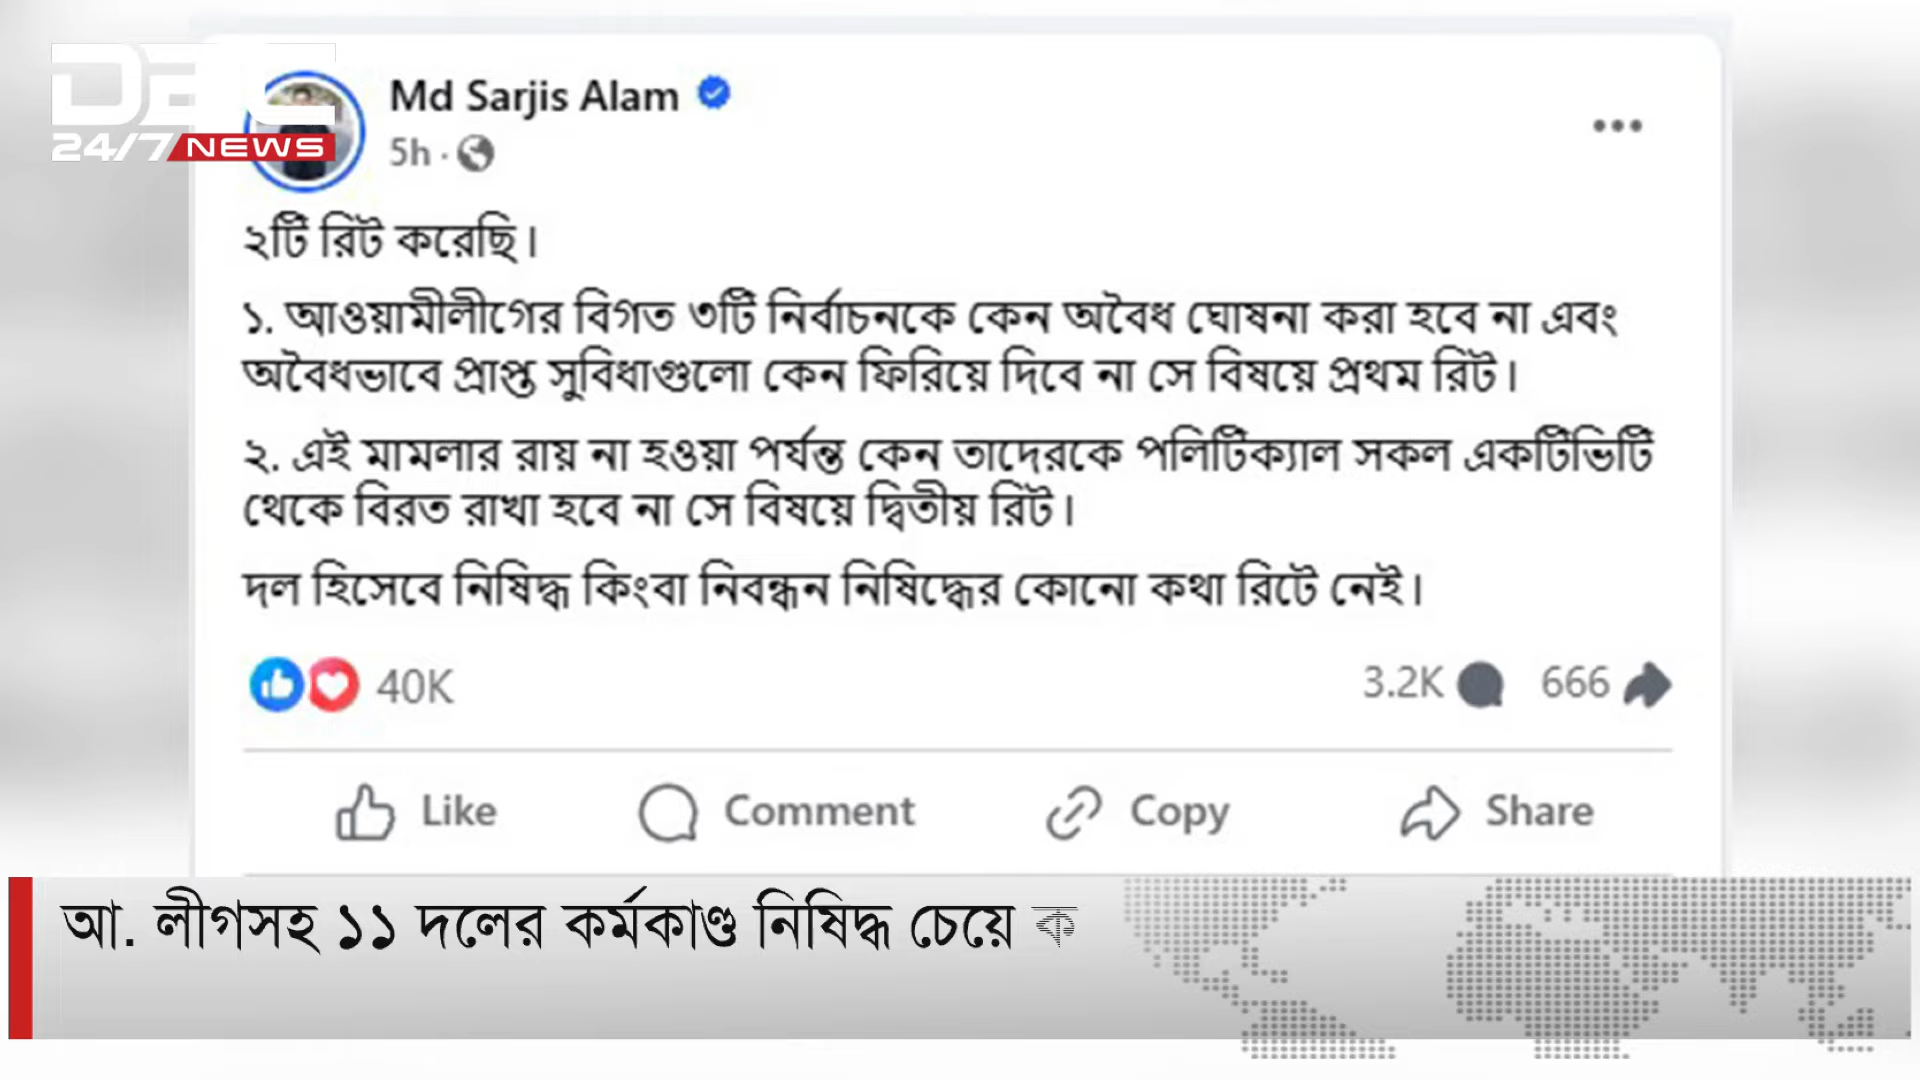 DBC
24/7 NEWS
Md Sarjis Alam
5h ·
২টি রিট করেছি।
১. আওয়ামীলীগের বিগত ৩টি নির্বাচনকে কেন অবৈধ ঘোষনা করা হবে না এবং
অবৈধভাবে প্রাপ্ত সুবিধাগুলো কেন ফিরিয়ে দিবে না সে বিষয়ে প্রথম রিট।
২. এই মামলার রায় না হওয়া পর্যন্ত কেন তাদেরকে পলিটিক্যাল সকল একটিভিটি
থেকে বিরত রাখা হবে না সে বিষয়ে দ্বিতীয় রিট।
দল হিসেবে নিষিদ্ধ কিংবা নিবন্ধন নিষিদ্ধের কোনো কথা রিটে নেই।
40K 3.2K 666
Like Comment Copy Share
আ. লীগসহ ১১ দলের কর্মকাণ্ড নিষিদ্ধ চেয়ে